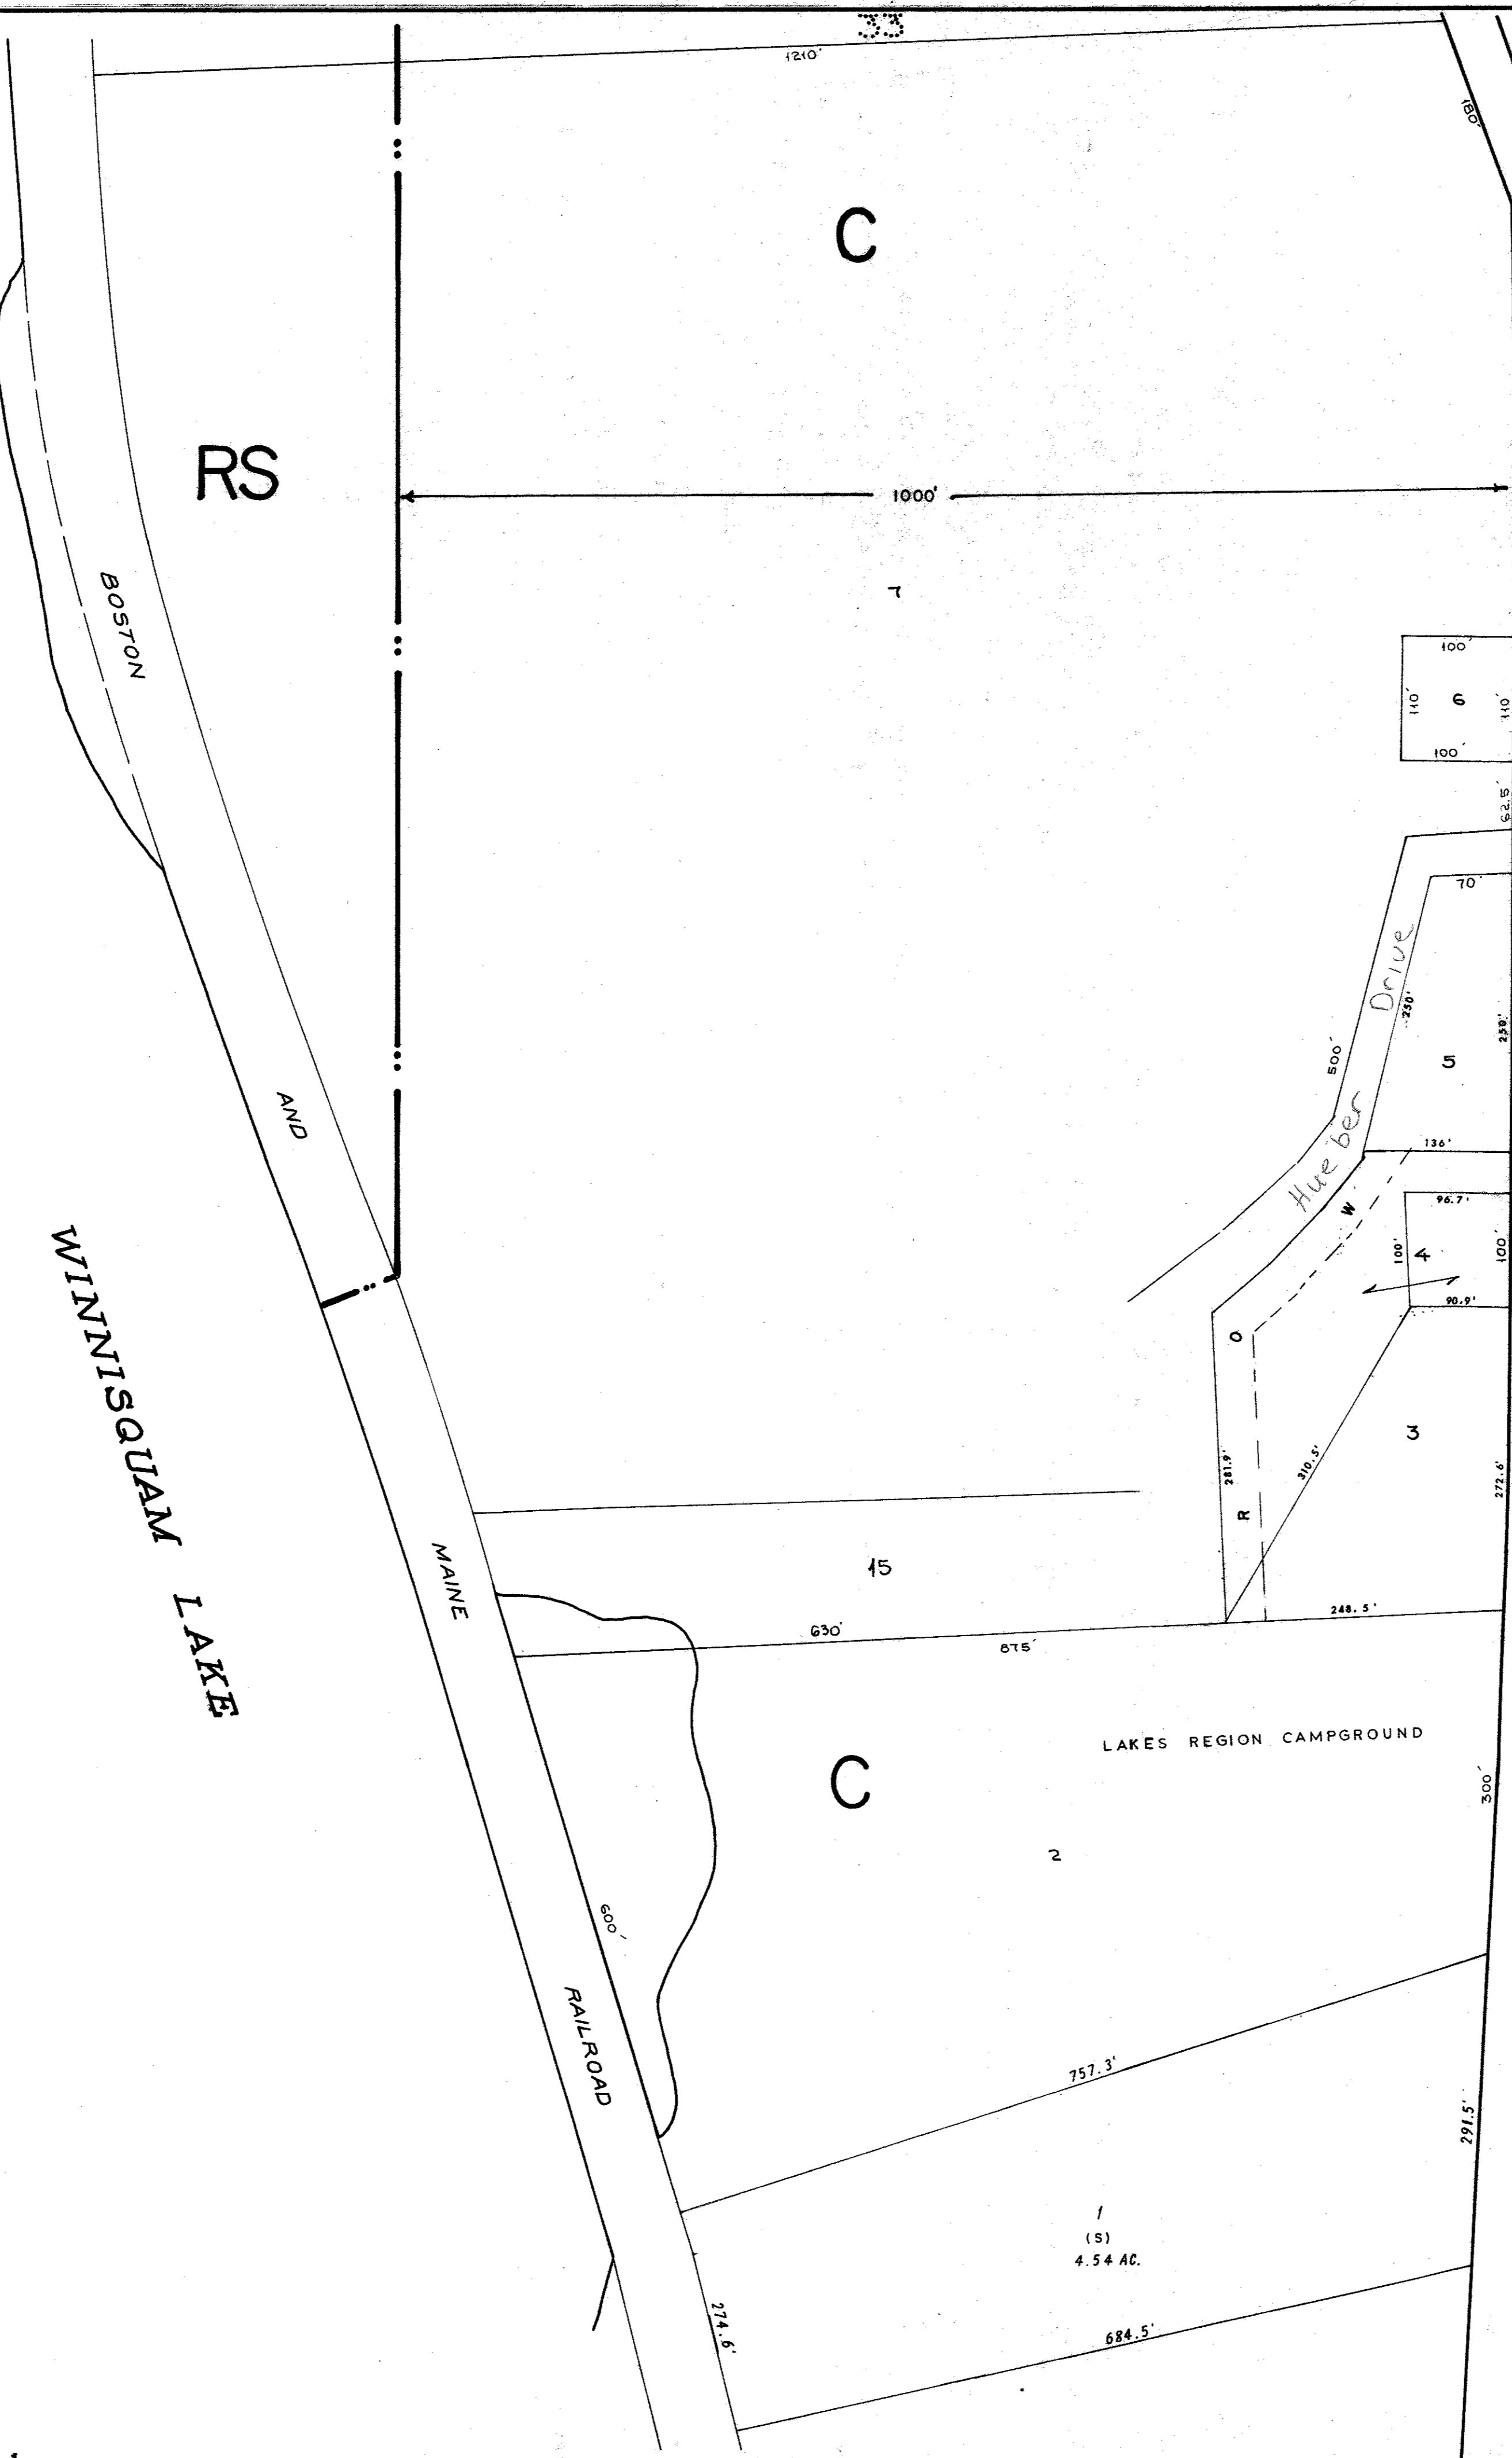 33
1210'
180'
C
RS
1000'
7
BOSTON
100'
110'
6
110'
100'
62.5'
70'
Hueber Drive
250'
250'
500'
5
136'
AND
W
96.7'
100'
4
100'
90.9'
O
WINNISQUAM LAKE
3
281.9'
310.5'
272.6'
R
MAINE
15
248.5'
630'
875'
LAKES REGION CAMPGROUND
C
300'
2
600'
RAILROAD
757.3'
291.5'
1
(S)
4.54 AC.
274.6'
684.5'